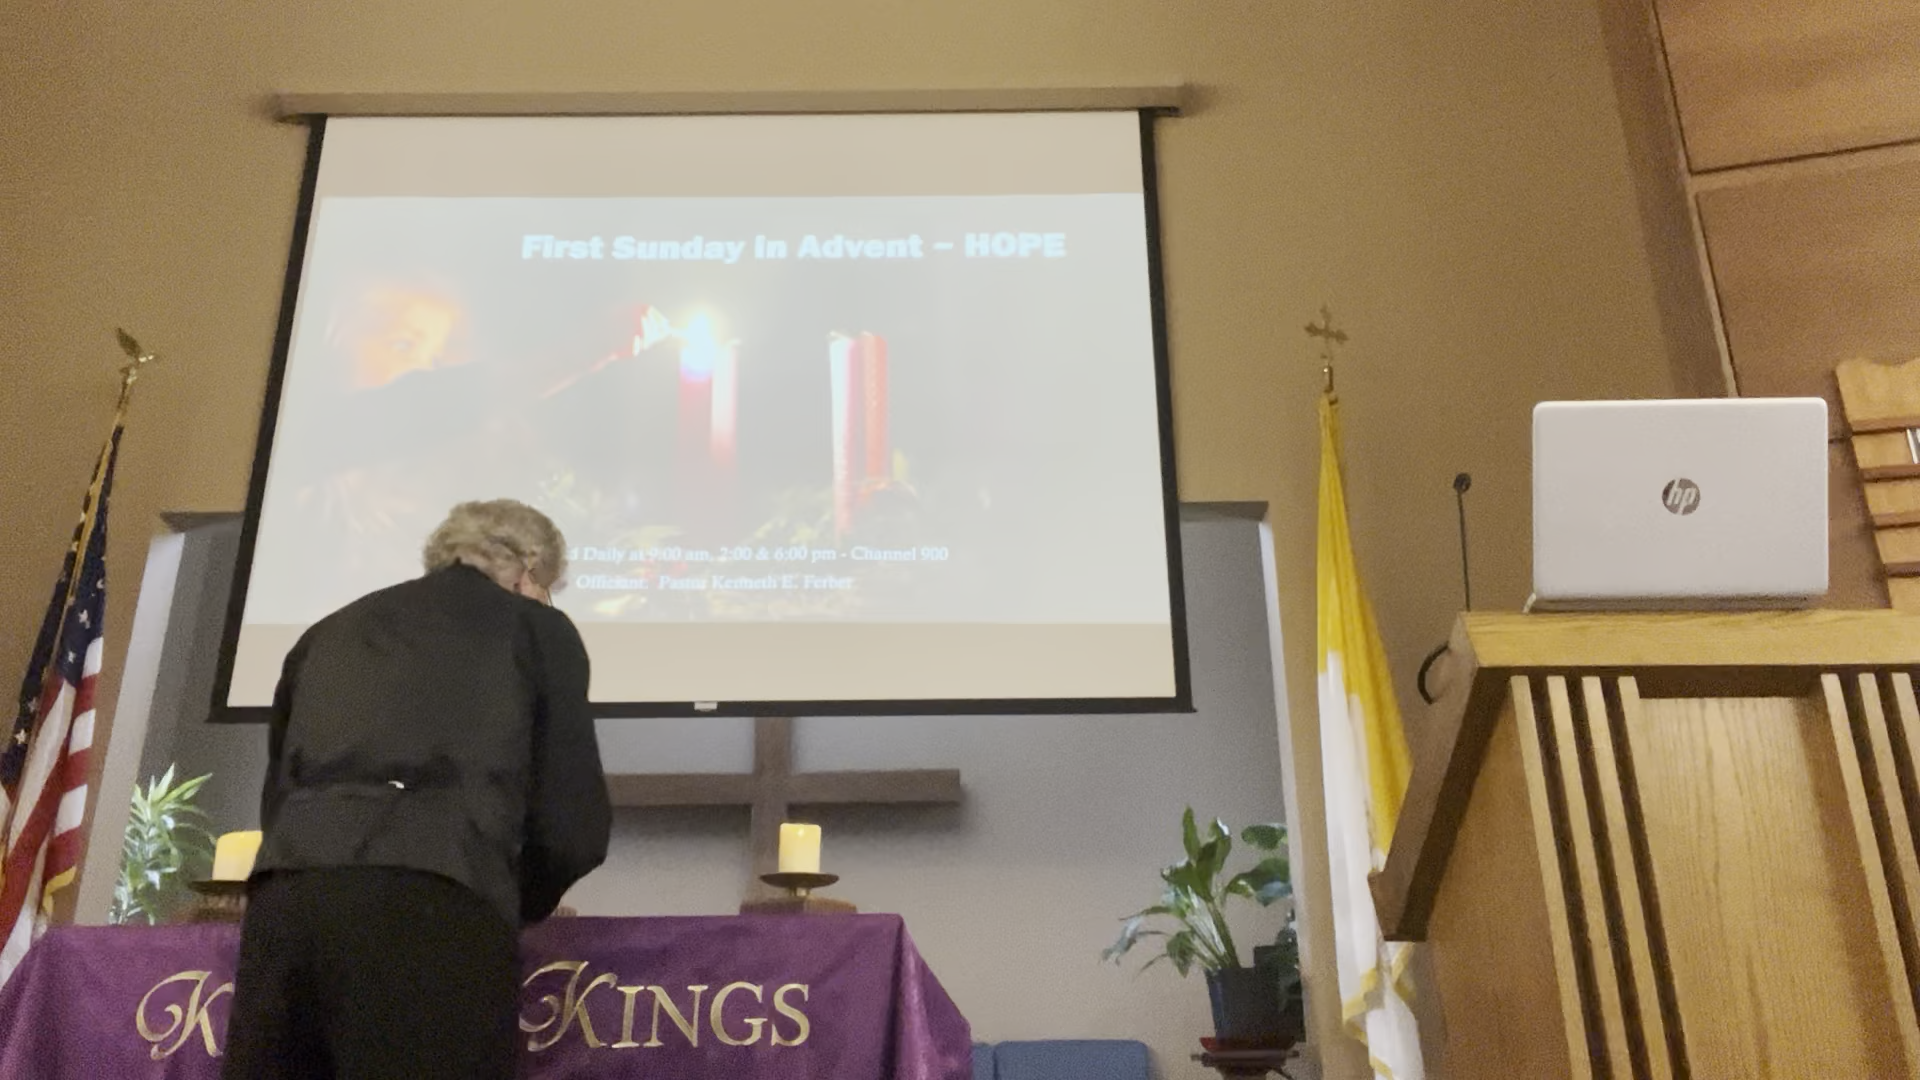 First Sunday in Advent – HOPE
Daily at 9:00 am, 2:00 & 6:00 pm - Channel 900
Officiant: Pastor Kenneth E. Ferber
hp
K KINGS